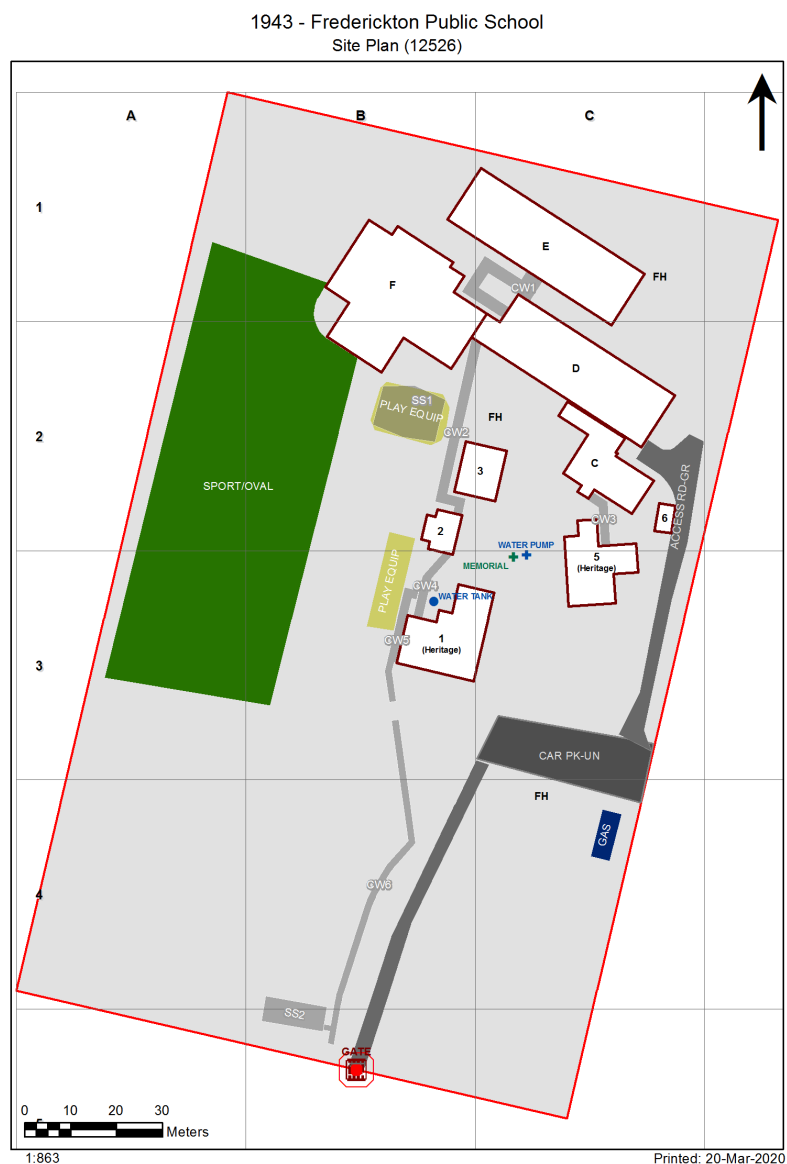 1943 - Frederickton Public School
Site Plan (12526)
A
B
C
1
E
FH
F
CW1
D
SS1
PLAY EQUIP
FH
2
CW2
C
3
SPORT/OVAL
ACCESS RD-GR
CW3
6
2
WATER PUMP
MEMORIAL
5
(Heritage)
PLAY EQUIP
CW4
WATER TANK
CW5
1
(Heritage)
3
CAR PK-UN
FH
GAS
CW6
4
SS2
GATE
0 5 10 20 30
Meters
1:863
Printed: 20-Mar-2020